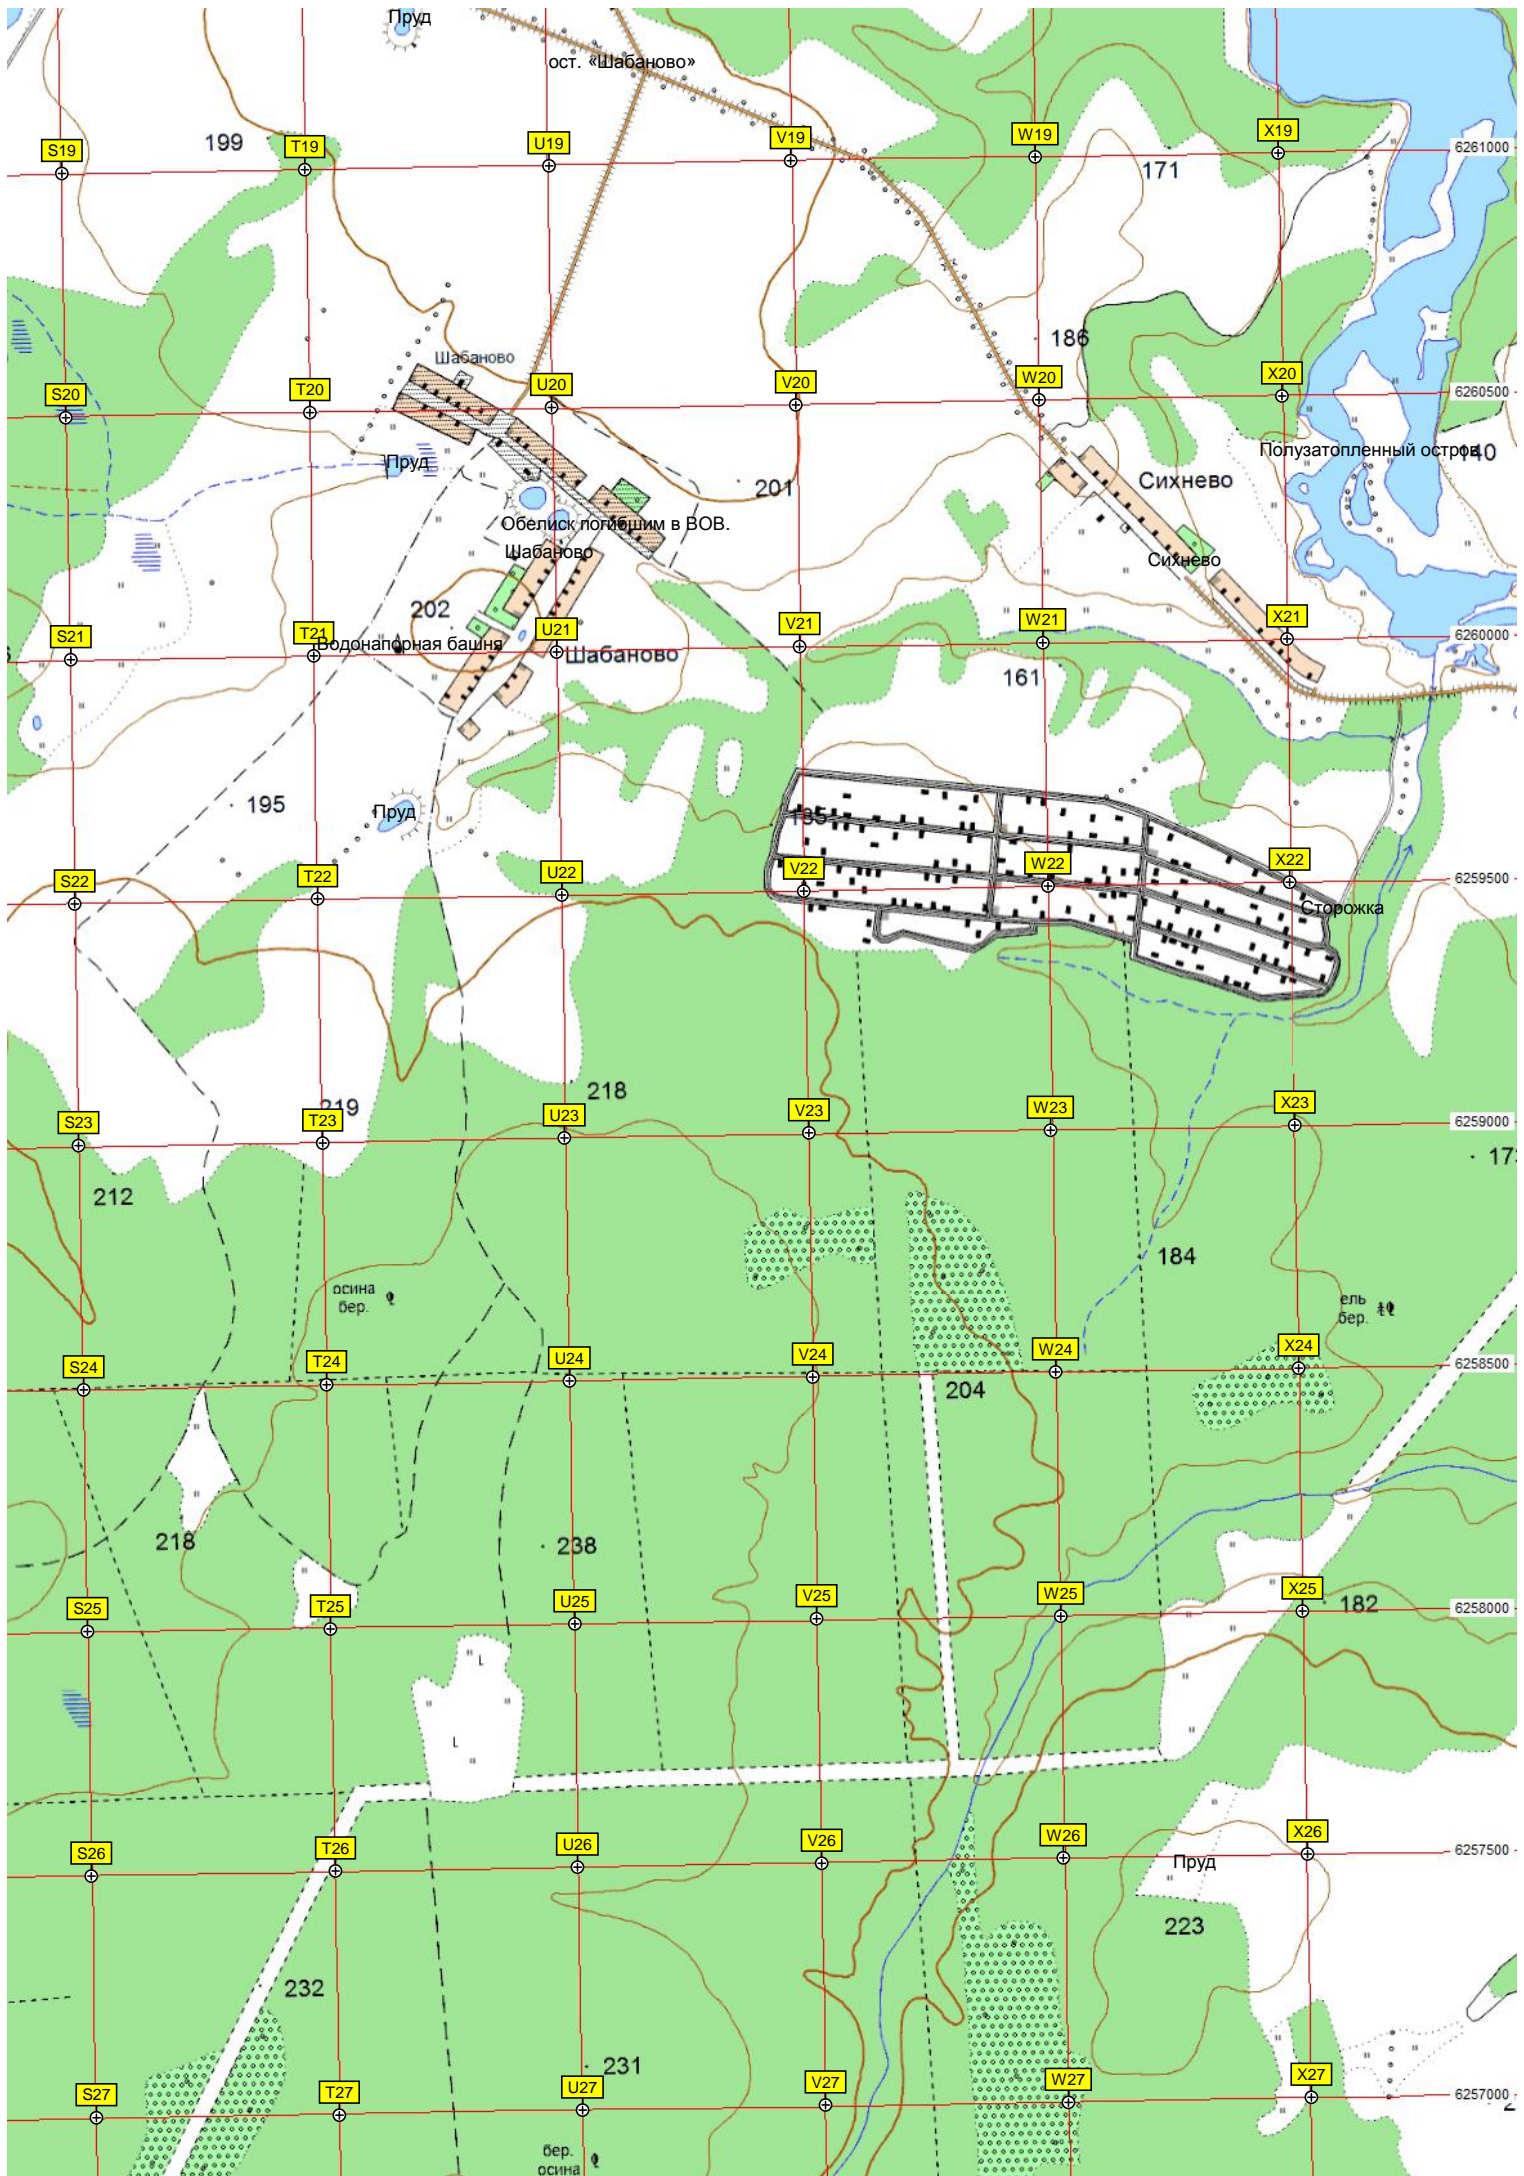 Пруд
ост. «Шабаново»
199
S19
T19
U19
V19
W19
X19
6261000
171
186
Шабаново
S20
T20
U20
V20
W20
X20
6260500
Пруд
201
Сихнево
Полузатопленный остров
140
Обелиск погибшим в ВОВ.
Шабаново
Сихнево
202
S21
T21
Водонапорная башня
U21
Шабаново
V21
W21
X21
6260000
161
195
Пруд
185
S22
T22
U22
V22
W22
X22
6259500
Сторожка
218
219
S23
T23
U23
V23
W23
X23
6259000
173
212
184
осина
бер.
ель
бер.
S24
T24
U24
V24
W24
X24
6258500
204
218
238
S25
T25
U25
V25
W25
X25
182
6258000
S26
T26
U26
V26
W26
X26
6257500
Пруд
223
232
231
S27
T27
U27
V27
W27
X27
6257000
бер.
осина